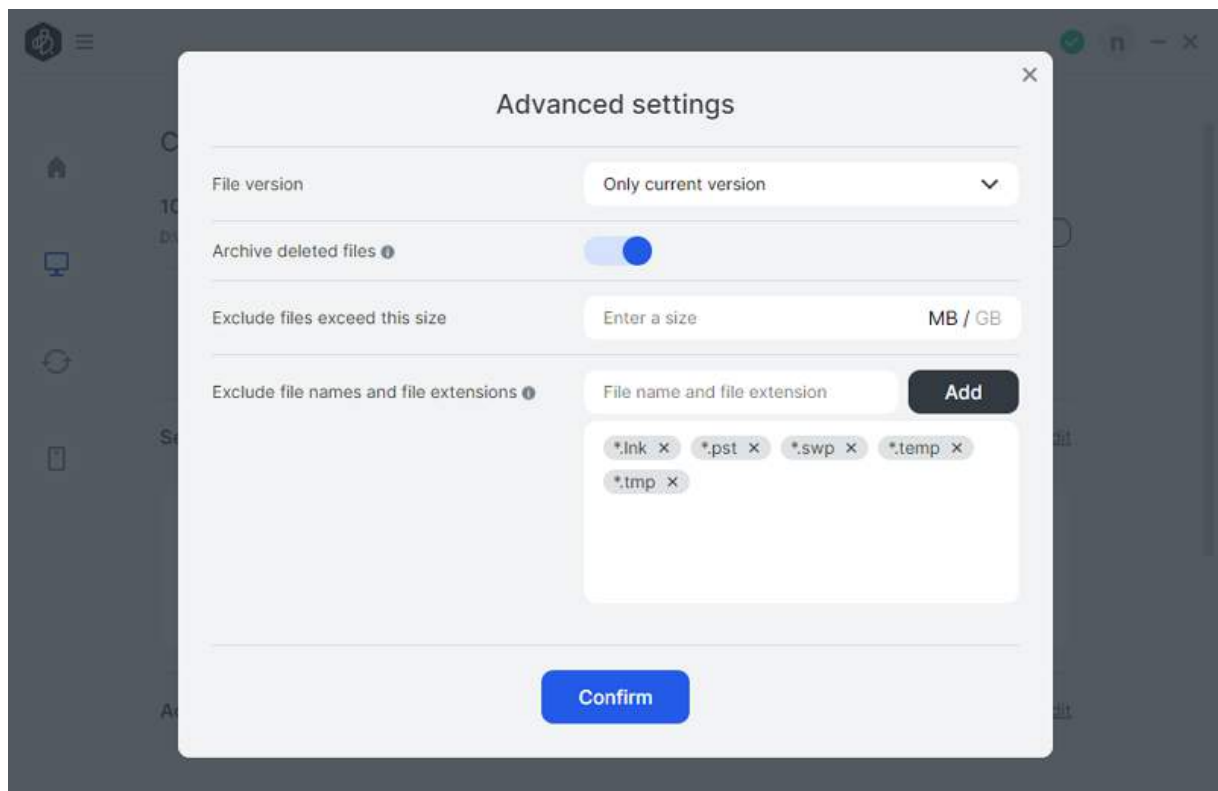 n
Advanced settings
File version
Only current version
Archive deleted files
Exclude files exceed this size
Enter a size
MB / GB
Exclude file names and file extensions
File name and file extension
Add
*.lnk ×
*.pst ×
*.swp ×
*.temp ×
*.tmp ×
Confirm